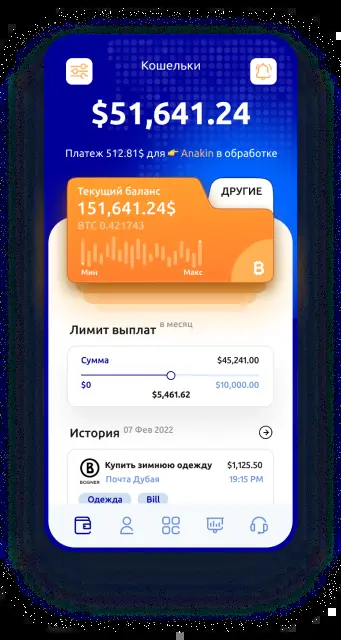 Кошельки
$51,641.24
Платеж 512.81$ для 👉 Anakin в обработке
Текущий баланс
ДРУГИЕ
151,641.24$
BTC 0.421743
Мин Макс
Лимит выплат в месяц
Сумма $45,241.00
$0 $10,000.00
$5,461.62
История 07 Фев 2022
Купить зимнюю одежду $1,125.50
BOGNER
Почта Дубая 19:15 PM
Одежда Bill